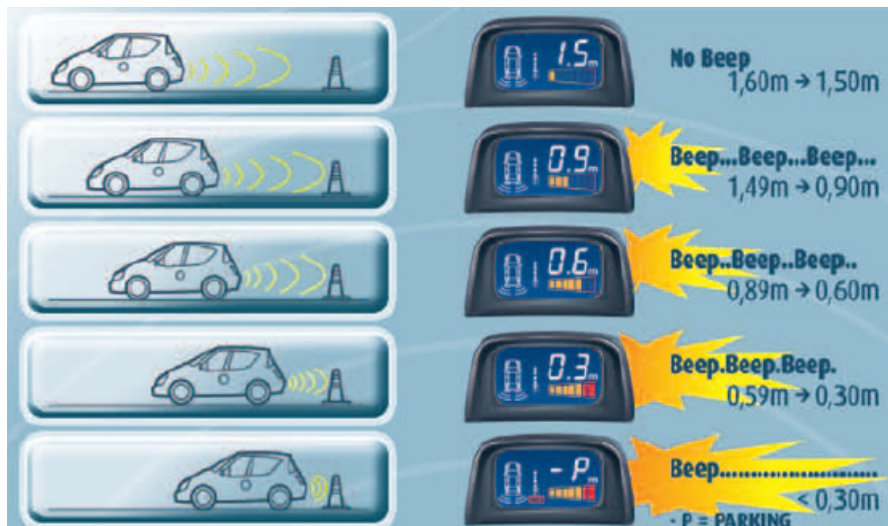 1.5m
No Beep
1,60m → 1,50m
0.9m
Beep...Beep...Beep...
1,49m → 0,90m
0.6m
Beep..Beep..Beep..
0,89m → 0,60m
0.3m
Beep.Beep.Beep.
0,59m → 0,30m
-P
Beep......................
< 0,30m
- P = PARKING